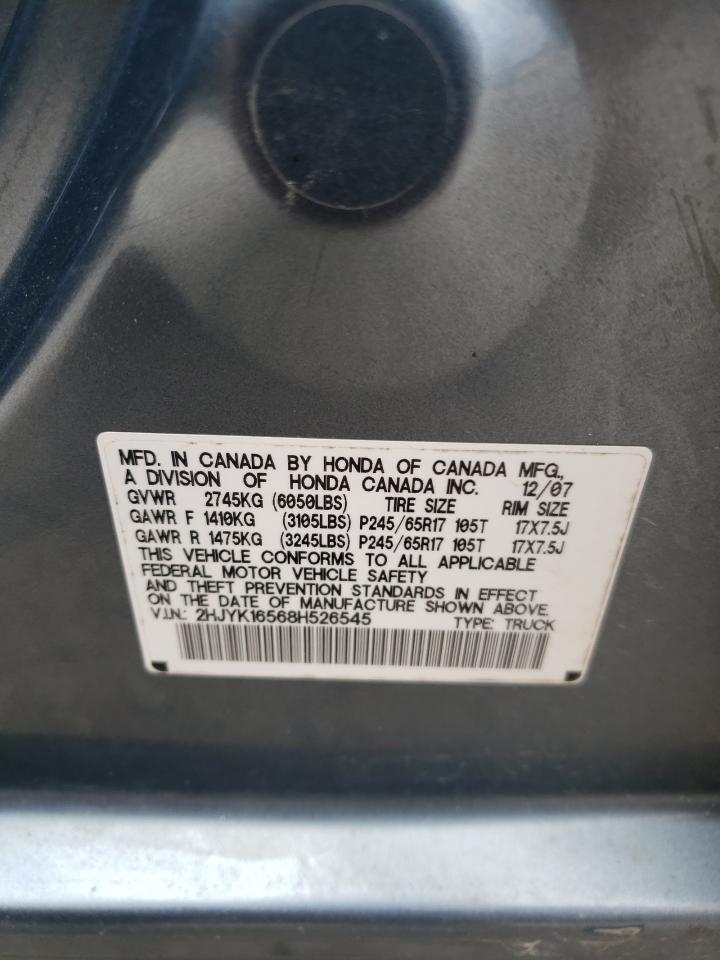 MFD. IN CANADA BY HONDA OF CANADA MFG.,
A DIVISION OF HONDA CANADA INC. 12/07
GVWR 2745KG (6050LBS) TIRE SIZE RIM SIZE
GAWR F 1410KG (3105LBS) P245/65R17 105T 17X7.5J
GAWR R 1475KG (3245LBS) P245/65R17 105T 17X7.5J
THIS VEHICLE CONFORMS TO ALL APPLICABLE
FEDERAL MOTOR VEHICLE SAFETY
AND THEFT PREVENTION STANDARDS IN EFFECT
ON THE DATE OF MANUFACTURE SHOWN ABOVE.
V.I.N.: 2HJYK16568H526545 TYPE: TRUCK